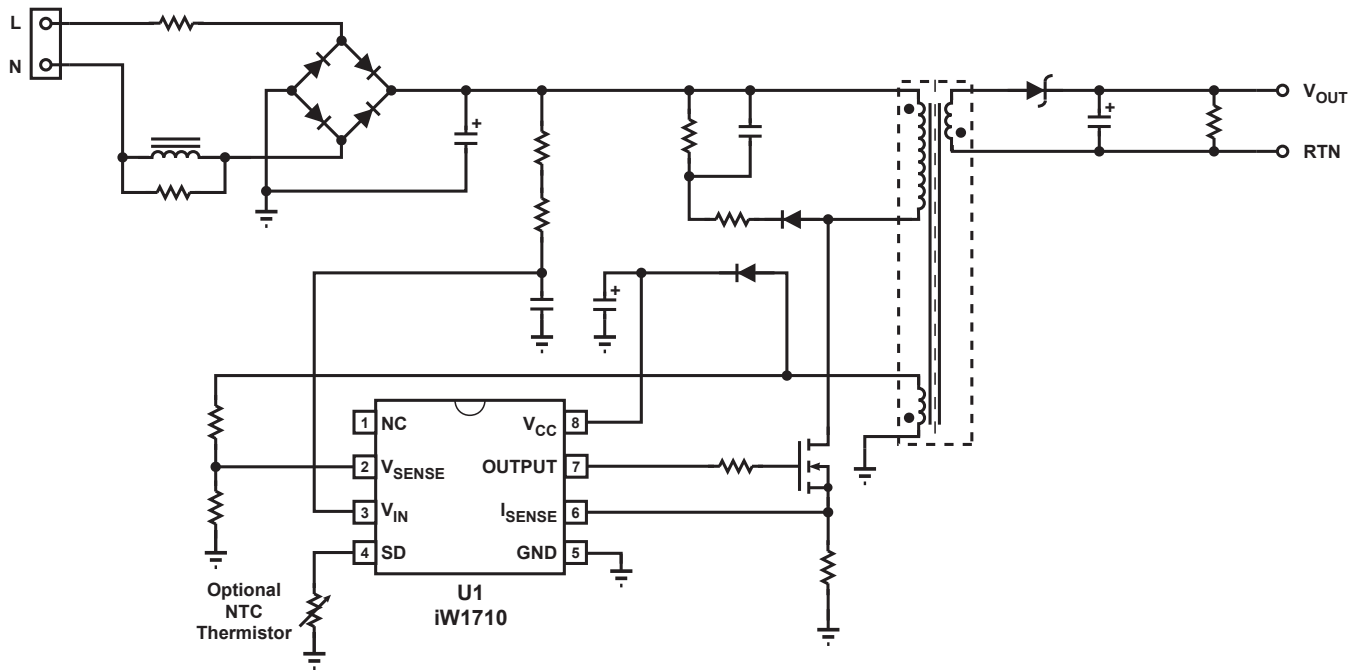 L
N
+
V_OUT
RTN
+
+
+
1 NC
2 V_SENSE
3 V_IN
4 SD
V_CC 8
OUTPUT 7
I_SENSE 6
GND 5
U1
iW1710
Optional
NTC
Thermistor